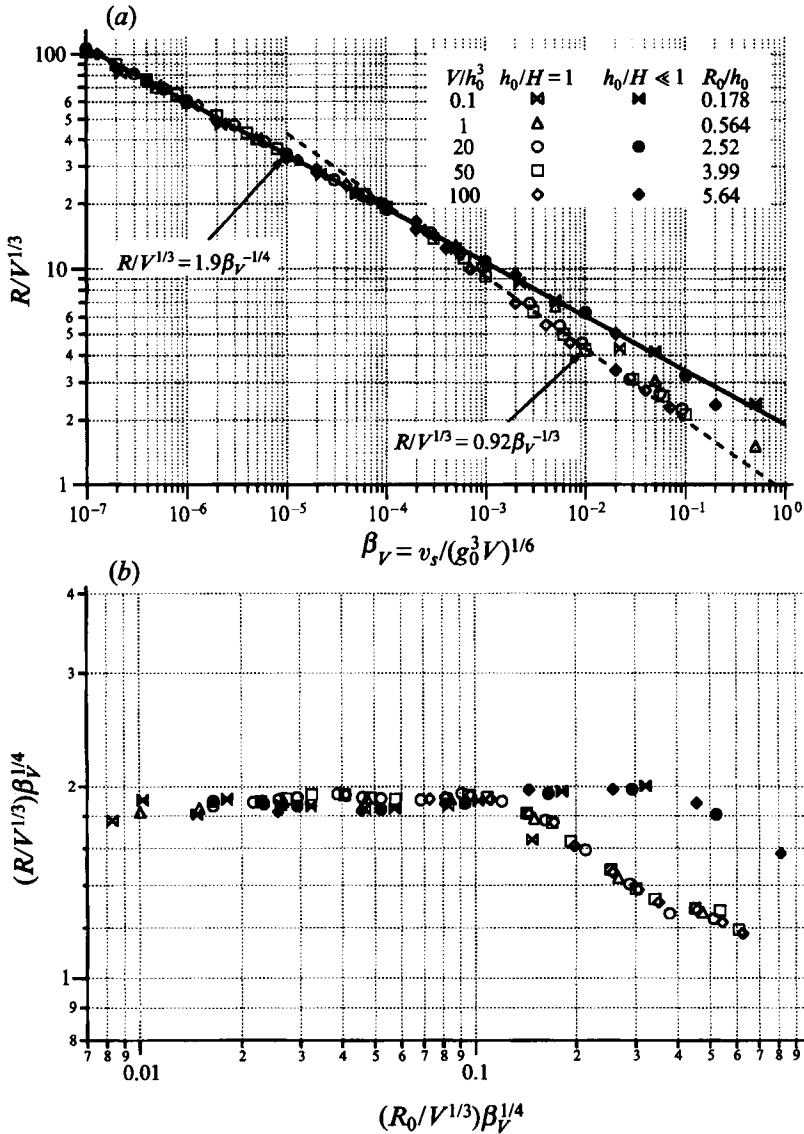 (a)
100
8
6
5
4
3
2
10
8
6
5
4
3
2
1
R/V^{1/3}
V/h_0^3 h_0/H = 1 h_0/H ≪ 1 R_0/h_0
0.1 0.178
1 0.564
20 2.52
50 3.99
100 5.64
R/V^{1/3} = 1.9β_V^{-1/4}
R/V^{1/3} = 0.92β_V^{-1/3}
10^{-7} 10^{-6} 10^{-5} 10^{-4} 10^{-3} 10^{-2} 10^{-1} 10^0
β_V = v_s/(g_0^3 V)^{1/6}
(b)
4
3
2
1
9
8
(R/V^{1/3})β_V^{1/4}
7 8 9 2 3 4 5 6 7 8 9 2 3 4 5 6 7 8 9
0.01 0.1
(R_0/V^{1/3})β_V^{1/4}